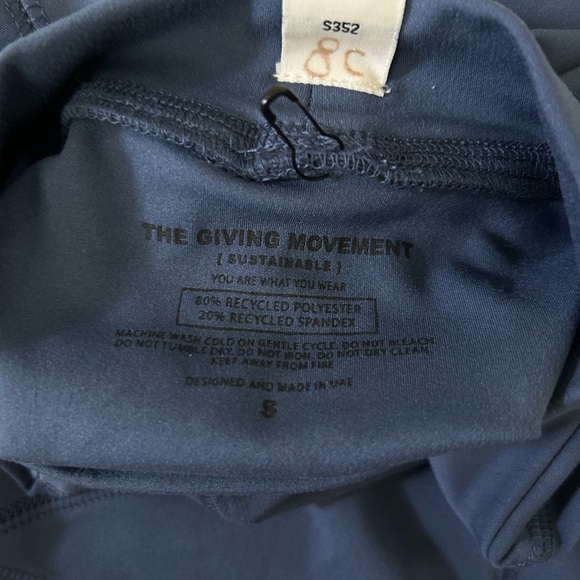 S352
8C
THE GIVING MOVEMENT
[ SUSTAINABLE ]
YOU ARE WHAT YOU WEAR
80% RECYCLED POLYESTER
20% RECYCLED SPANDEX
MACHINE WASH COLD ON GENTLE CYCLE. DO NOT BLEACH.
DO NOT TUMBLE DRY. DO NOT IRON. DO NOT DRY CLEAN.
KEEP AWAY FROM FIRE
DESIGNED AND MADE IN UAE
S